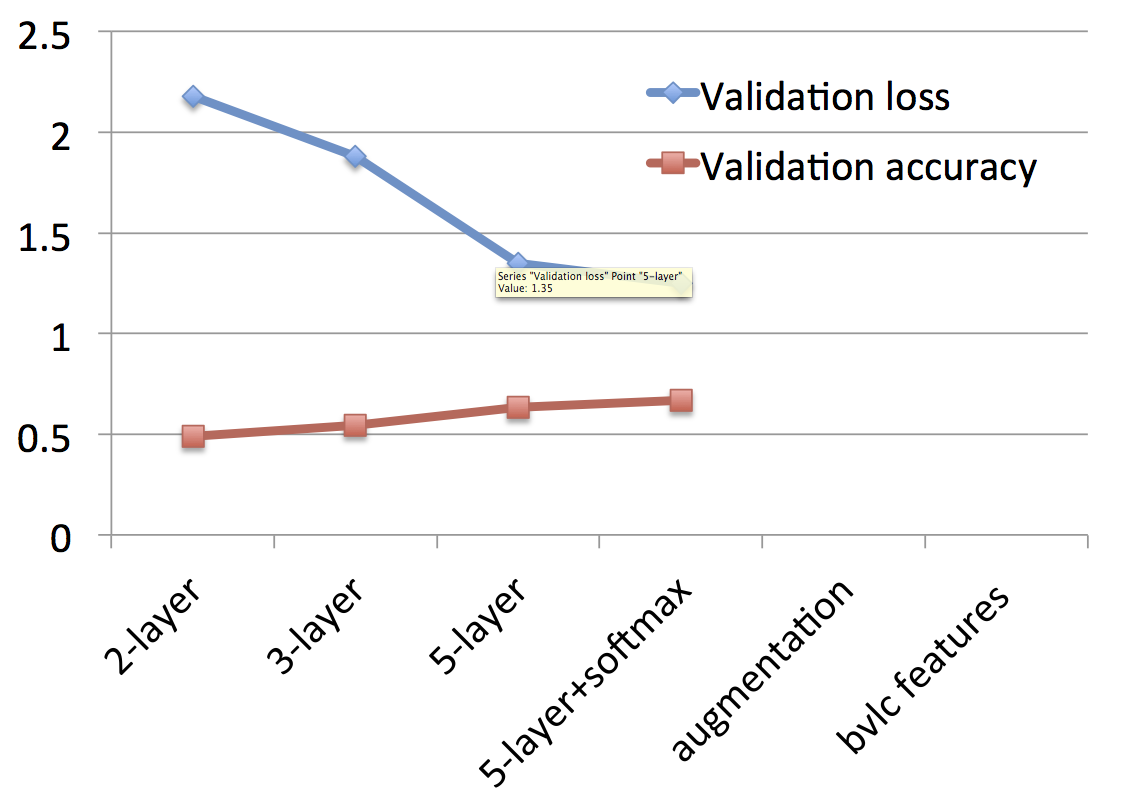 2.5
2
1.5
1
0.5
0
Validation loss
Validation accuracy
Series "Validation loss" Point "5-layer"
Value: 1.35
2-layer
3-layer
5-layer
5-layer+softmax
augmentation
bvlc features